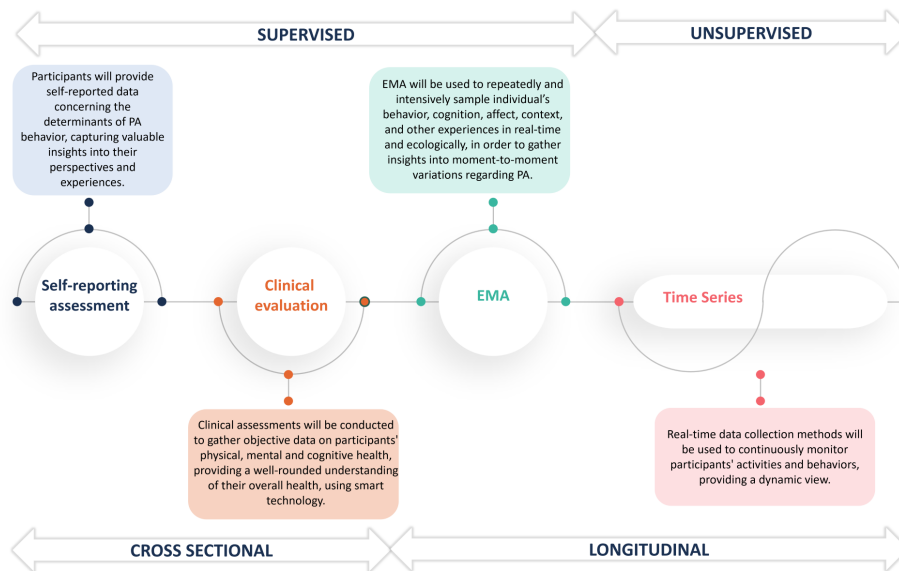 SUPERVISED
UNSUPERVISED
Participants will provide
self-reported data
concerning the
determinants of PA
behavior, capturing valuable
insights into their
perspectives and
experiences.
EMA will be used to repeatedly and
intensively sample individual's
behavior, cognition, affect, context,
and other experiences in real-time
and ecologically, in order to gather
insights into moment-to-moment
variations regarding PA.
Self-reporting
assessment
Clinical
evaluation
EMA
Time Series
Clinical assessments will be conducted
to gather objective data on participants'
physical, mental and cognitive health,
providing a well-rounded understanding
of their overall health, using smart
technology.
Real-time data collection methods will
be used to continuously monitor
participants' activities and behaviors,
providing a dynamic view.
CROSS SECTIONAL
LONGITUDINAL